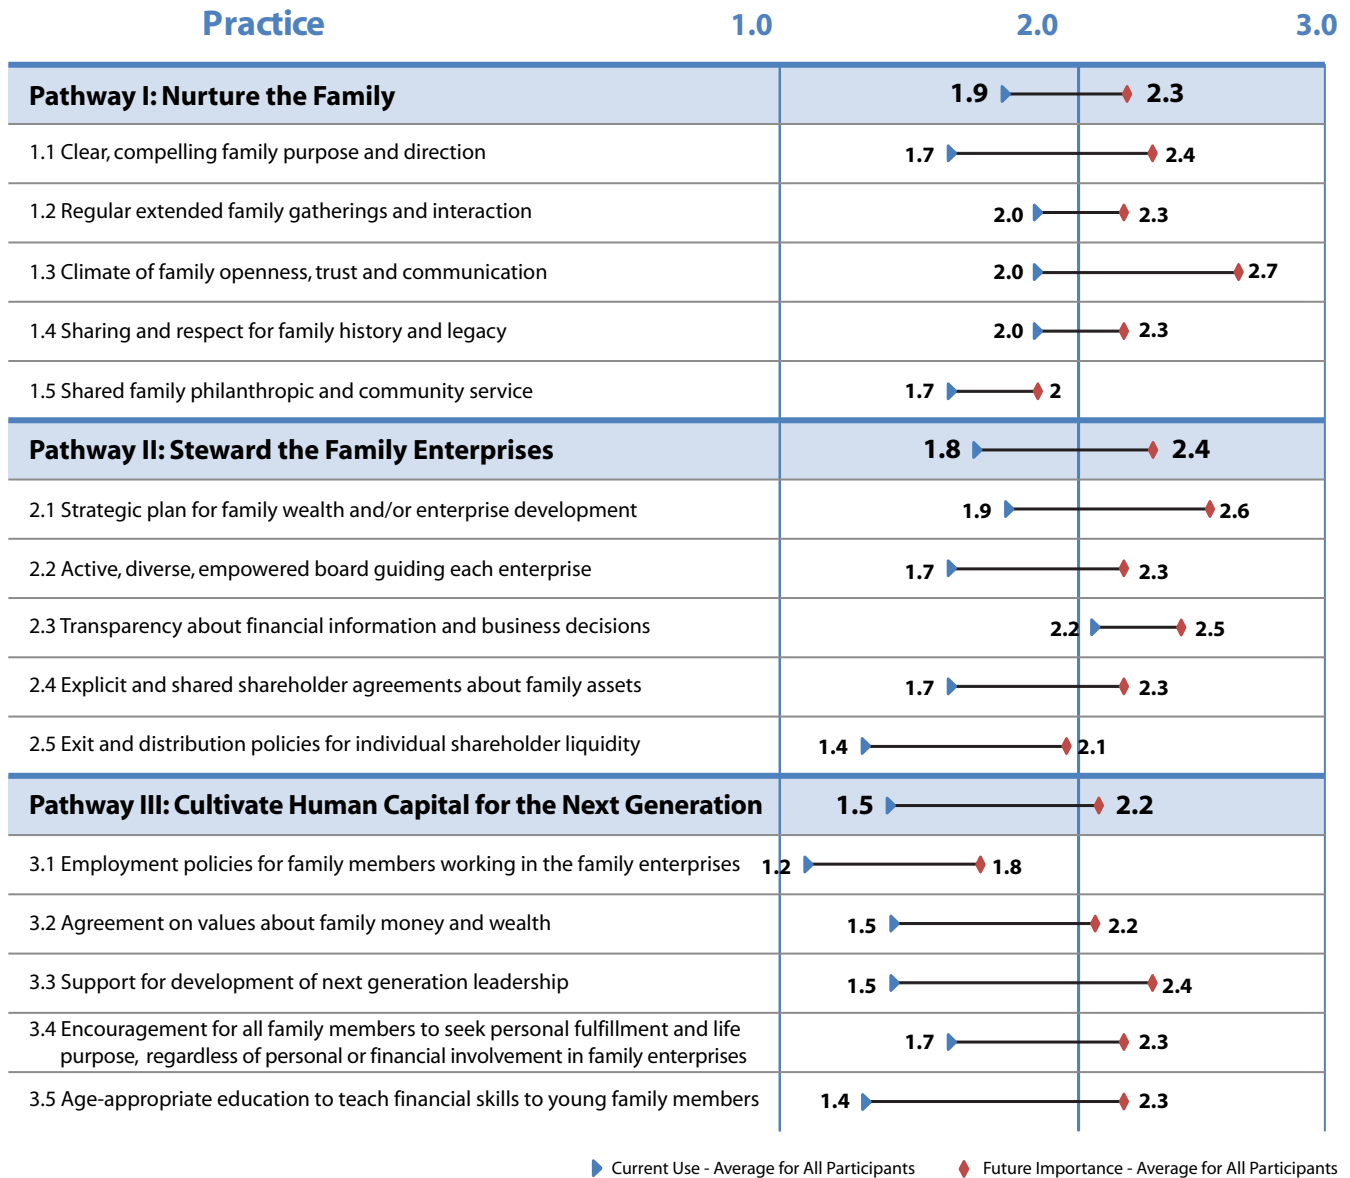 Practice 1.0 2.0 3.0
Pathway I: Nurture the Family 1.9 2.3
1.1 Clear, compelling family purpose and direction 1.7 2.4
1.2 Regular extended family gatherings and interaction 2.0 2.3
1.3 Climate of family openness, trust and communication 2.0 2.7
1.4 Sharing and respect for family history and legacy 2.0 2.3
1.5 Shared family philanthropic and community service 1.7 2
Pathway II: Steward the Family Enterprises 1.8 2.4
2.1 Strategic plan for family wealth and/or enterprise development 1.9 2.6
2.2 Active, diverse, empowered board guiding each enterprise 1.7 2.3
2.3 Transparency about financial information and business decisions 2.2 2.5
2.4 Explicit and shared shareholder agreements about family assets 1.7 2.3
2.5 Exit and distribution policies for individual shareholder liquidity 1.4 2.1
Pathway III: Cultivate Human Capital for the Next Generation 1.5 2.2
3.1 Employment policies for family members working in the family enterprises 1.2 1.8
3.2 Agreement on values about family money and wealth 1.5 2.2
3.3 Support for development of next generation leadership 1.5 2.4
3.4 Encouragement for all family members to seek personal fulfillment and life
purpose, regardless of personal or financial involvement in family enterprises 1.7 2.3
3.5 Age-appropriate education to teach financial skills to young family members 1.4 2.3
Current Use - Average for All Participants Future Importance - Average for All Participants